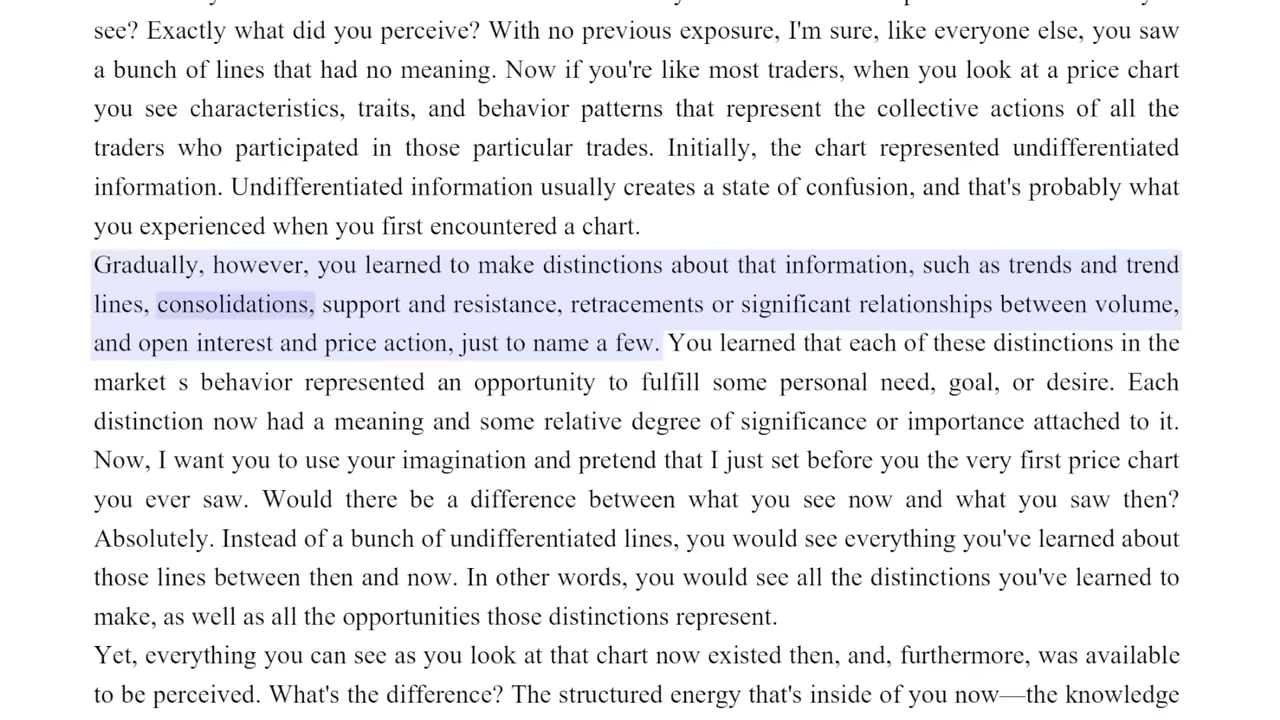 see? Exactly what did you perceive? With no previous exposure, I'm sure, like everyone else, you saw
a bunch of lines that had no meaning. Now if you're like most traders, when you look at a price chart
you see characteristics, traits, and behavior patterns that represent the collective actions of all the
traders who participated in those particular trades. Initially, the chart represented undifferentiated
information. Undifferentiated information usually creates a state of confusion, and that's probably what
you experienced when you first encountered a chart.
Gradually, however, you learned to make distinctions about that information, such as trends and trend
lines, consolidations, support and resistance, retracements or significant relationships between volume,
and open interest and price action, just to name a few. You learned that each of these distinctions in the
market s behavior represented an opportunity to fulfill some personal need, goal, or desire. Each
distinction now had a meaning and some relative degree of significance or importance attached to it.
Now, I want you to use your imagination and pretend that I just set before you the very first price chart
you ever saw. Would there be a difference between what you see now and what you saw then?
Absolutely. Instead of a bunch of undifferentiated lines, you would see everything you've learned about
those lines between then and now. In other words, you would see all the distinctions you've learned to
make, as well as all the opportunities those distinctions represent.
Yet, everything you can see as you look at that chart now existed then, and, furthermore, was available
to be perceived. What's the difference? The structured energy that's inside of you now—the knowledge